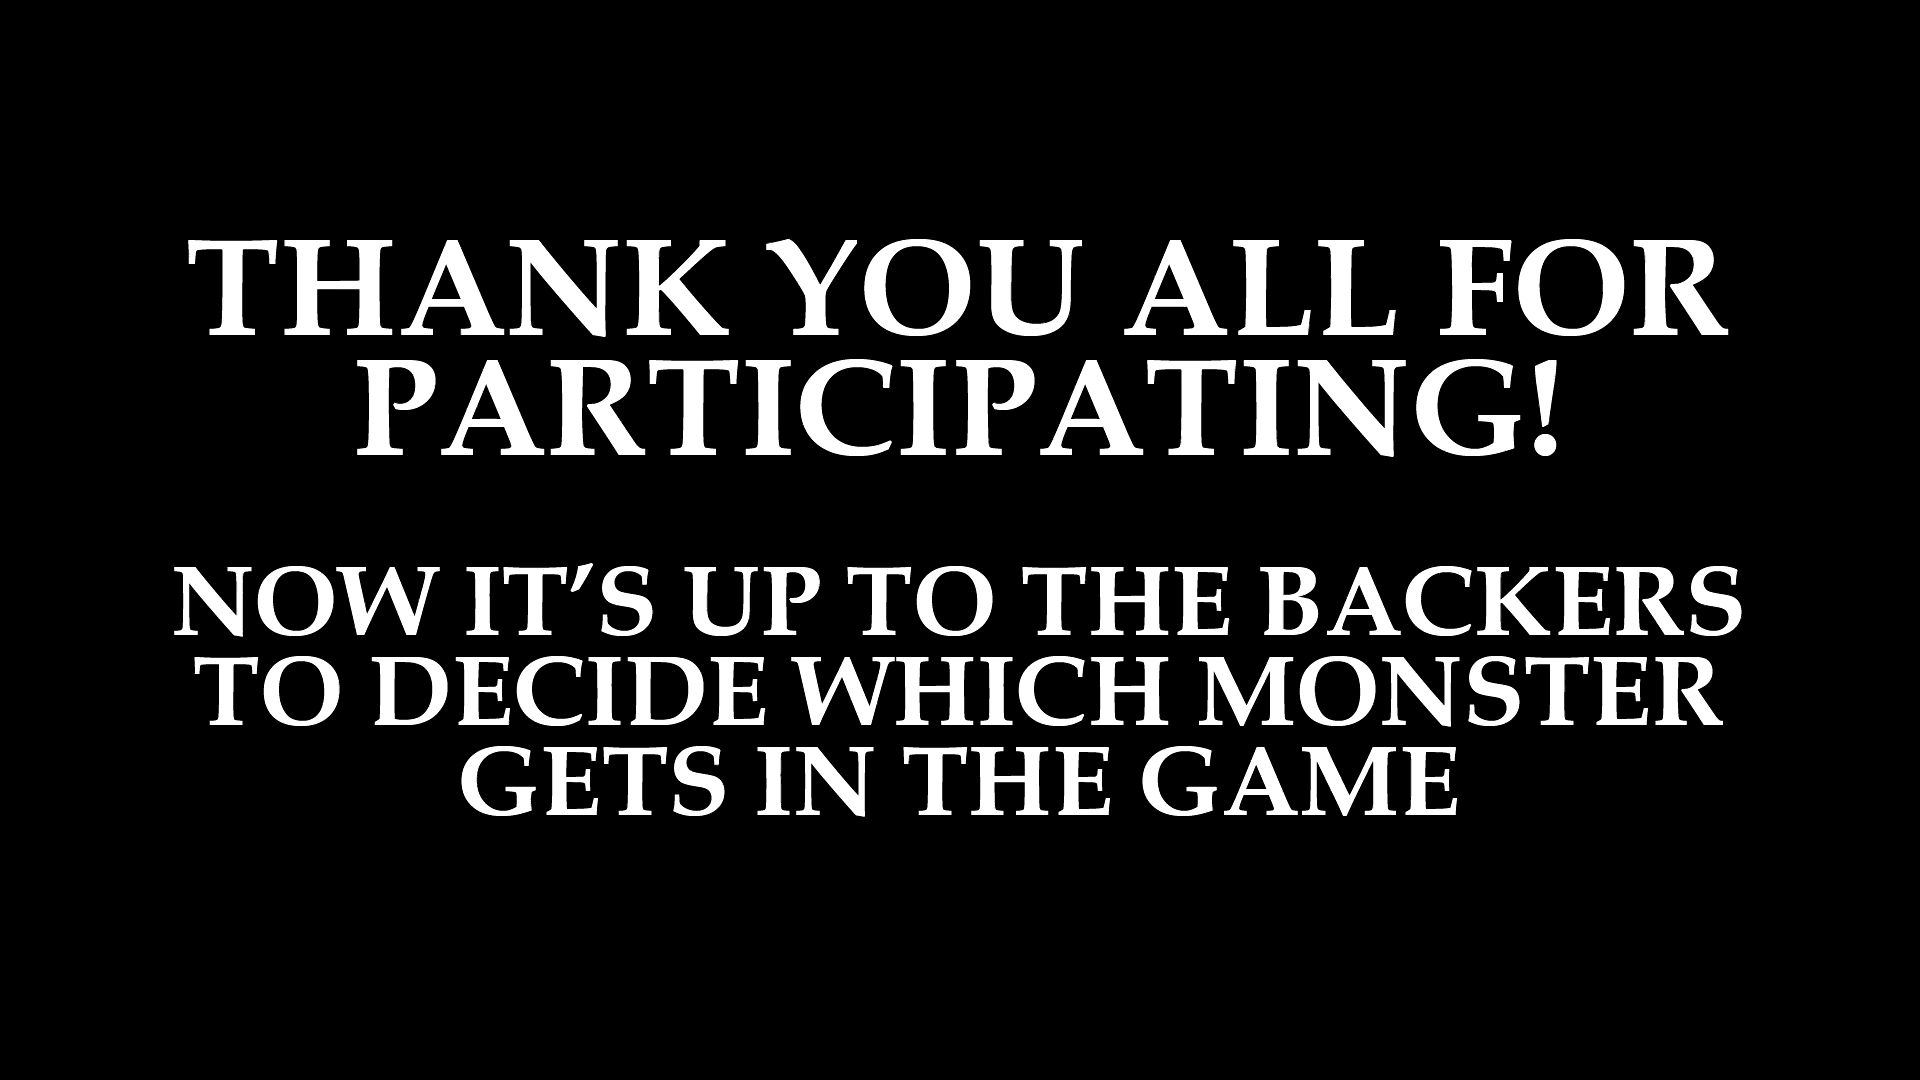 THANK YOU ALL FOR
PARTICIPATING!
NOW IT’S UP TO THE BACKERS
TO DECIDE WHICH MONSTER
GETS IN THE GAME